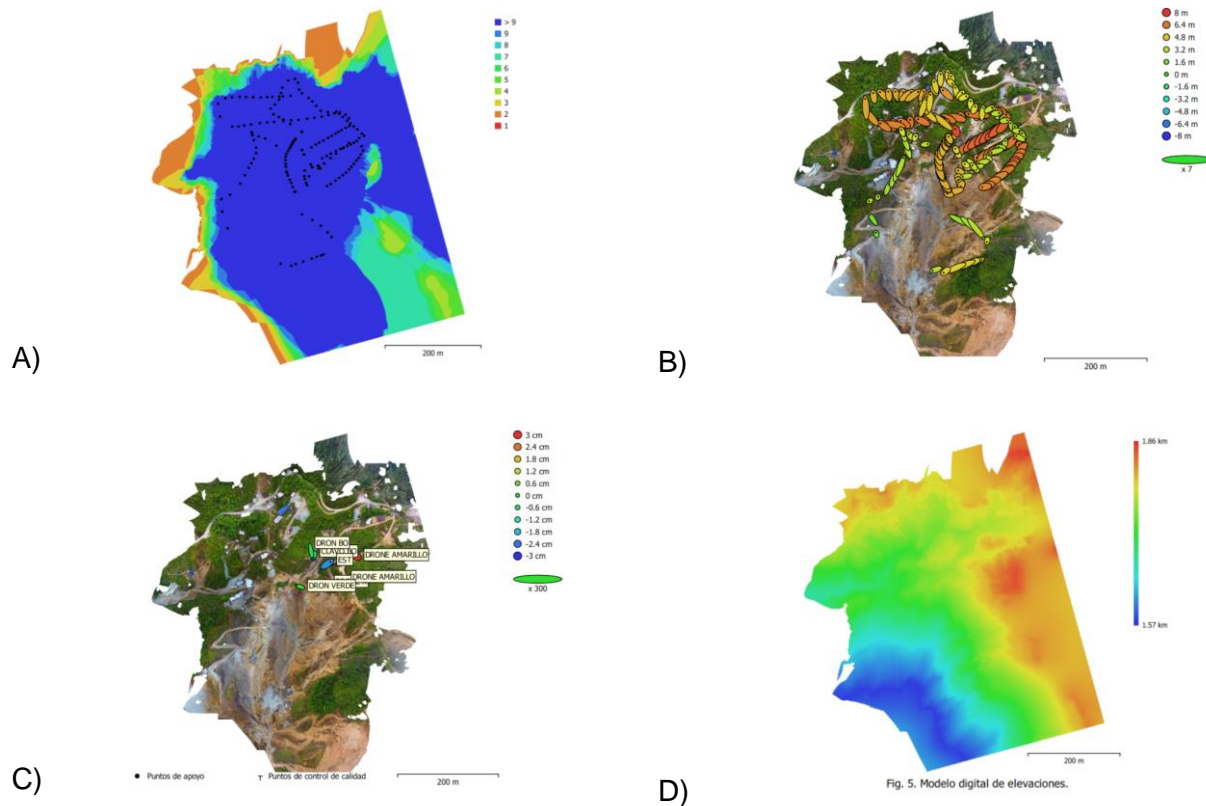 > 9
9
8
7
6
5
4
3
2
1
200 m
A)
8 m
6.4 m
4.8 m
3.2 m
1.6 m
0 m
-1.6 m
-3.2 m
-4.8 m
-6.4 m
-8 m
x 7
200 m
B)
3 cm
2.4 cm
1.8 cm
1.2 cm
0.6 cm
0 cm
-0.6 cm
-1.2 cm
-1.8 cm
-2.4 cm
-3 cm
x 300
DRON BO
EST
DRONE AMARILLO
DRONE AMARILLO
DRON VERDE
Puntos de apoyo
Puntos de control de calidad
200 m
C)
1.86 km
1.57 km
200 m
Fig. 5. Modelo digital de elevaciones.
D)